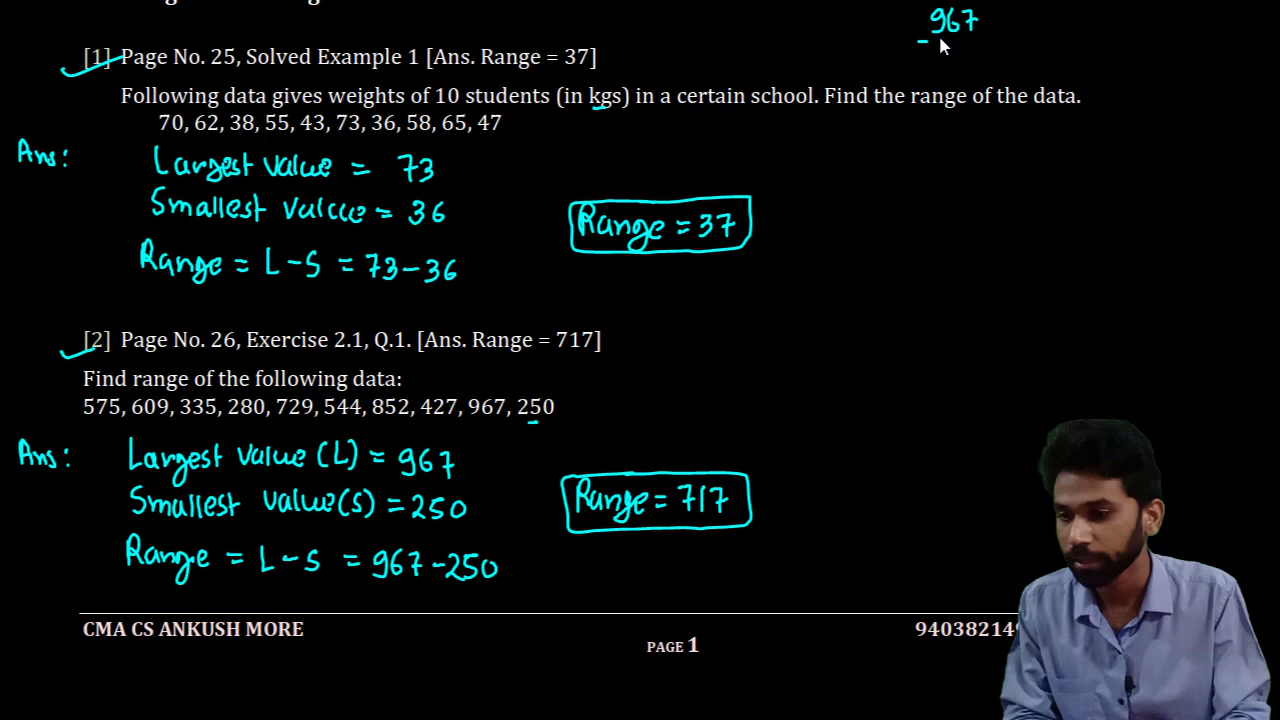 967
-
[1] Page No. 25, Solved Example 1 [Ans. Range = 37]
Following data gives weights of 10 students (in kgs) in a certain school. Find the range of the data.
70, 62, 38, 55, 43, 73, 36, 58, 65, 47
Ans:
Largest value = 73
Smallest value = 36
Range = L - S = 73 - 36
Range = 37
[2] Page No. 26, Exercise 2.1, Q.1. [Ans. Range = 717]
Find range of the following data:
575, 609, 335, 280, 729, 544, 852, 427, 967, 250
Ans:
Largest value (L) = 967
Smallest value (S) = 250
Range = L - S = 967 - 250
Range = 717
CMA CS ANKUSH MORE
PAGE 1
94038214